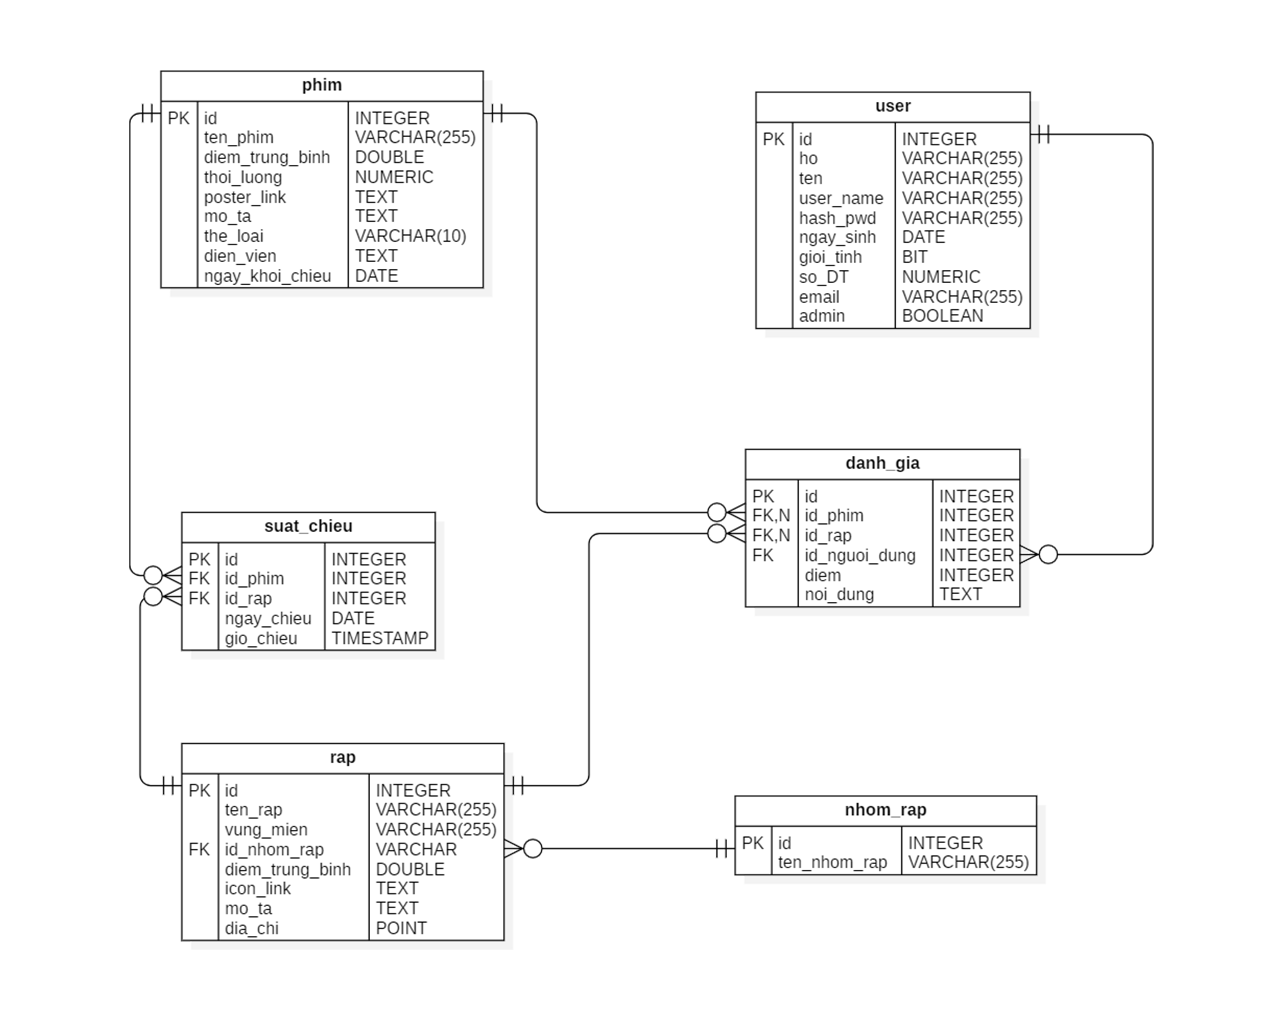 phim
PK id INTEGER
ten_phim VARCHAR(255)
diem_trung_binh DOUBLE
thoi_luong NUMERIC
poster_link TEXT
mo_ta TEXT
the_loai VARCHAR(10)
dien_vien TEXT
ngay_khoi_chieu DATE
user
PK id INTEGER
ho VARCHAR(255)
ten VARCHAR(255)
user_name VARCHAR(255)
hash_pwd VARCHAR(255)
ngay_sinh DATE
gioi_tinh BIT
so_DT NUMERIC
email VARCHAR(255)
admin BOOLEAN
danh_gia
PK id INTEGER
FK,N id_phim INTEGER
FK,N id_rap INTEGER
FK id_nguoi_dung INTEGER
diem INTEGER
noi_dung TEXT
suat_chieu
PK id INTEGER
FK id_phim INTEGER
FK id_rap INTEGER
ngay_chieu DATE
gio_chieu TIMESTAMP
rap
PK id INTEGER
ten_rap VARCHAR(255)
vung_mien VARCHAR(255)
FK id_nhom_rap VARCHAR
diem_trung_binh DOUBLE
icon_link TEXT
mo_ta TEXT
dia_chi POINT
nhom_rap
PK id INTEGER
ten_nhom_rap VARCHAR(255)